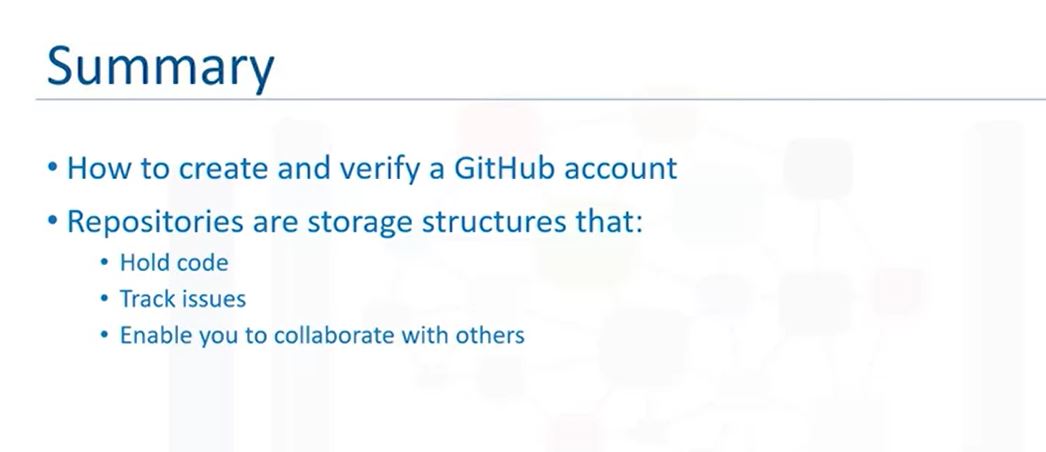 Summary
• How to create and verify a GitHub account
• Repositories are storage structures that:
• Hold code
• Track issues
• Enable you to collaborate with others